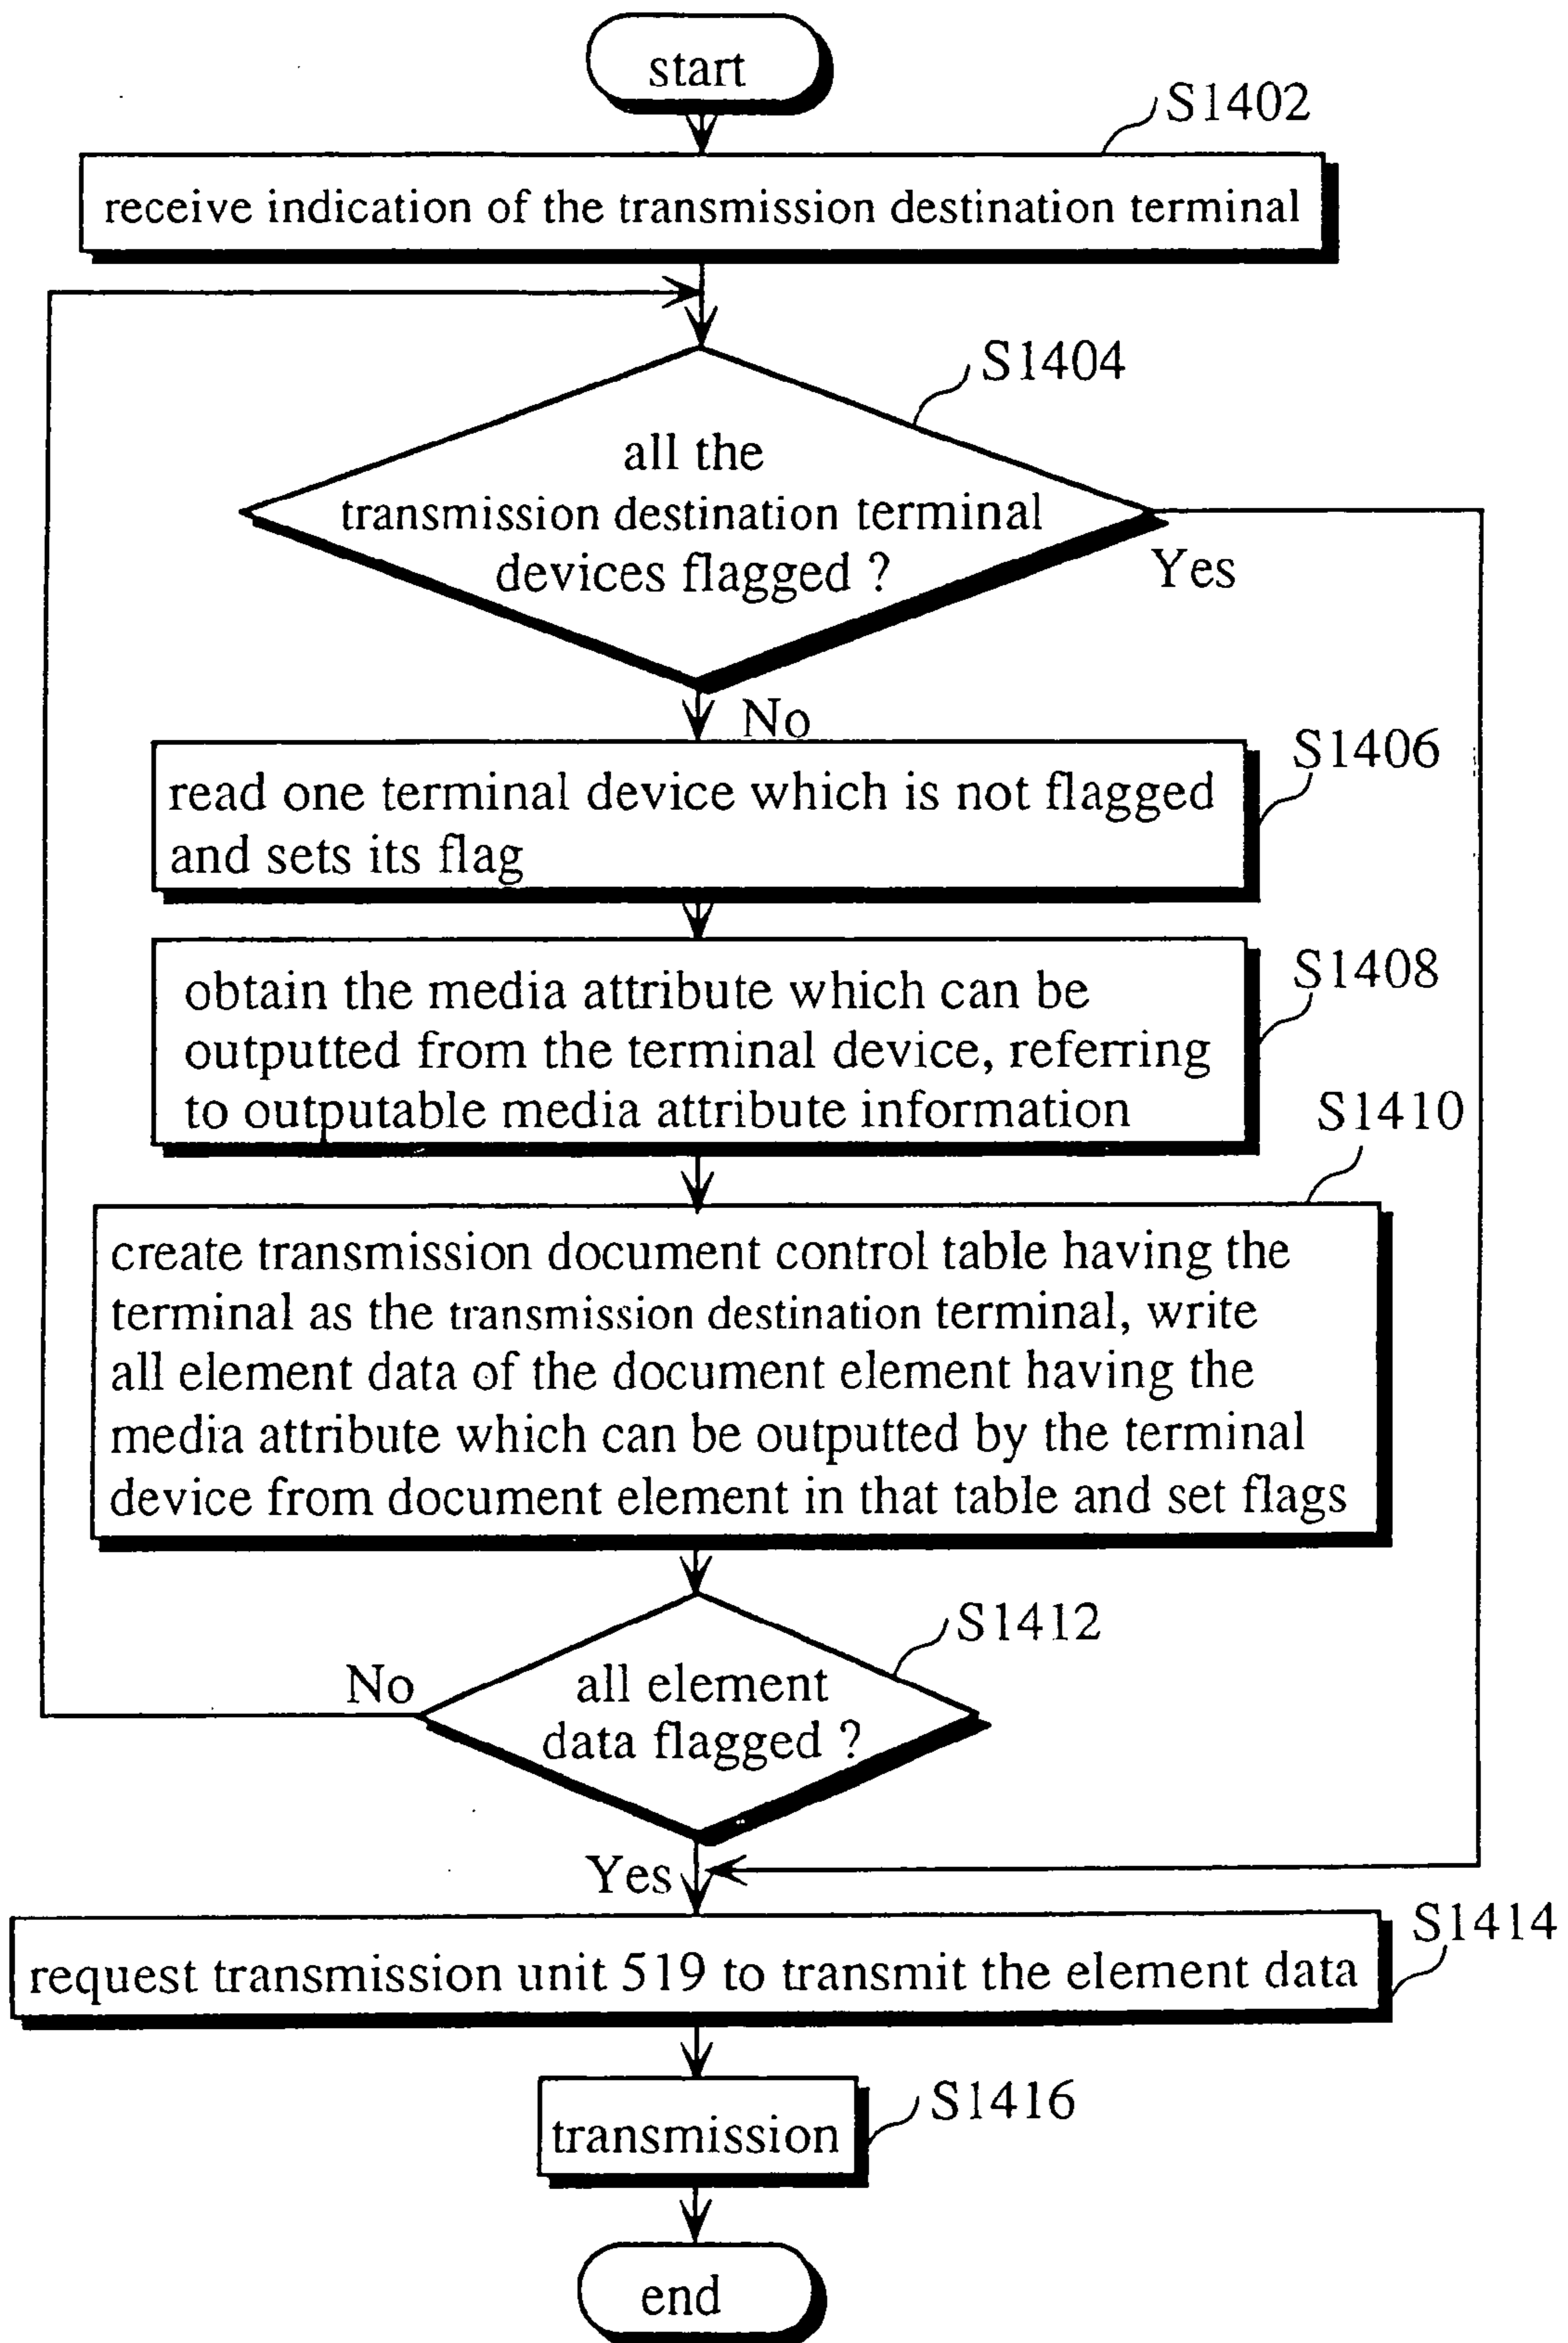 start
S1402
receive indication of the transmission destination terminal
S1404
all the
transmission destination terminal
devices flagged ?
Yes
No
S1406
read one terminal device which is not flagged
and sets its flag
S1408
obtain the media attribute which can be
outputted from the terminal device, referring
to outputable media attribute information
S1410
create transmission document control table having the
terminal as the transmission destination terminal, write
all element data of the document element having the
media attribute which can be outputted by the terminal
device from document element in that table and set flags
S1412
No
all element
data flagged ?
Yes
S1414
request transmission unit 519 to transmit the element data
S1416
transmission
end